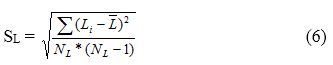 S_L = √(∑(L_i − L̅)² / (N_L * (N_L − 1))) (6)